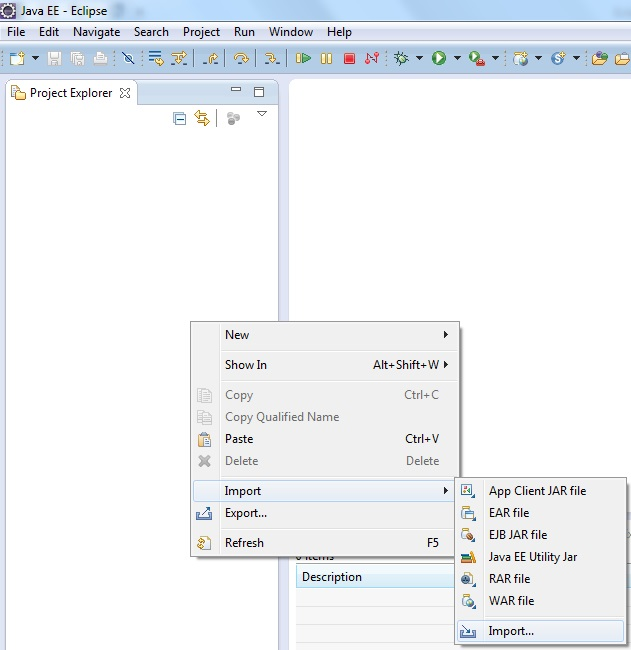 Java EE - Eclipse
File Edit Navigate Search Project Run Window Help
Project Explorer
New
Show In Alt+Shift+W
Copy Ctrl+C
Copy Qualified Name
Paste Ctrl+V
Delete Delete
Import
Export...
Refresh F5
App Client JAR file
EAR file
EJB JAR file
Java EE Utility Jar
RAR file
WAR file
Import...
0 items
Description